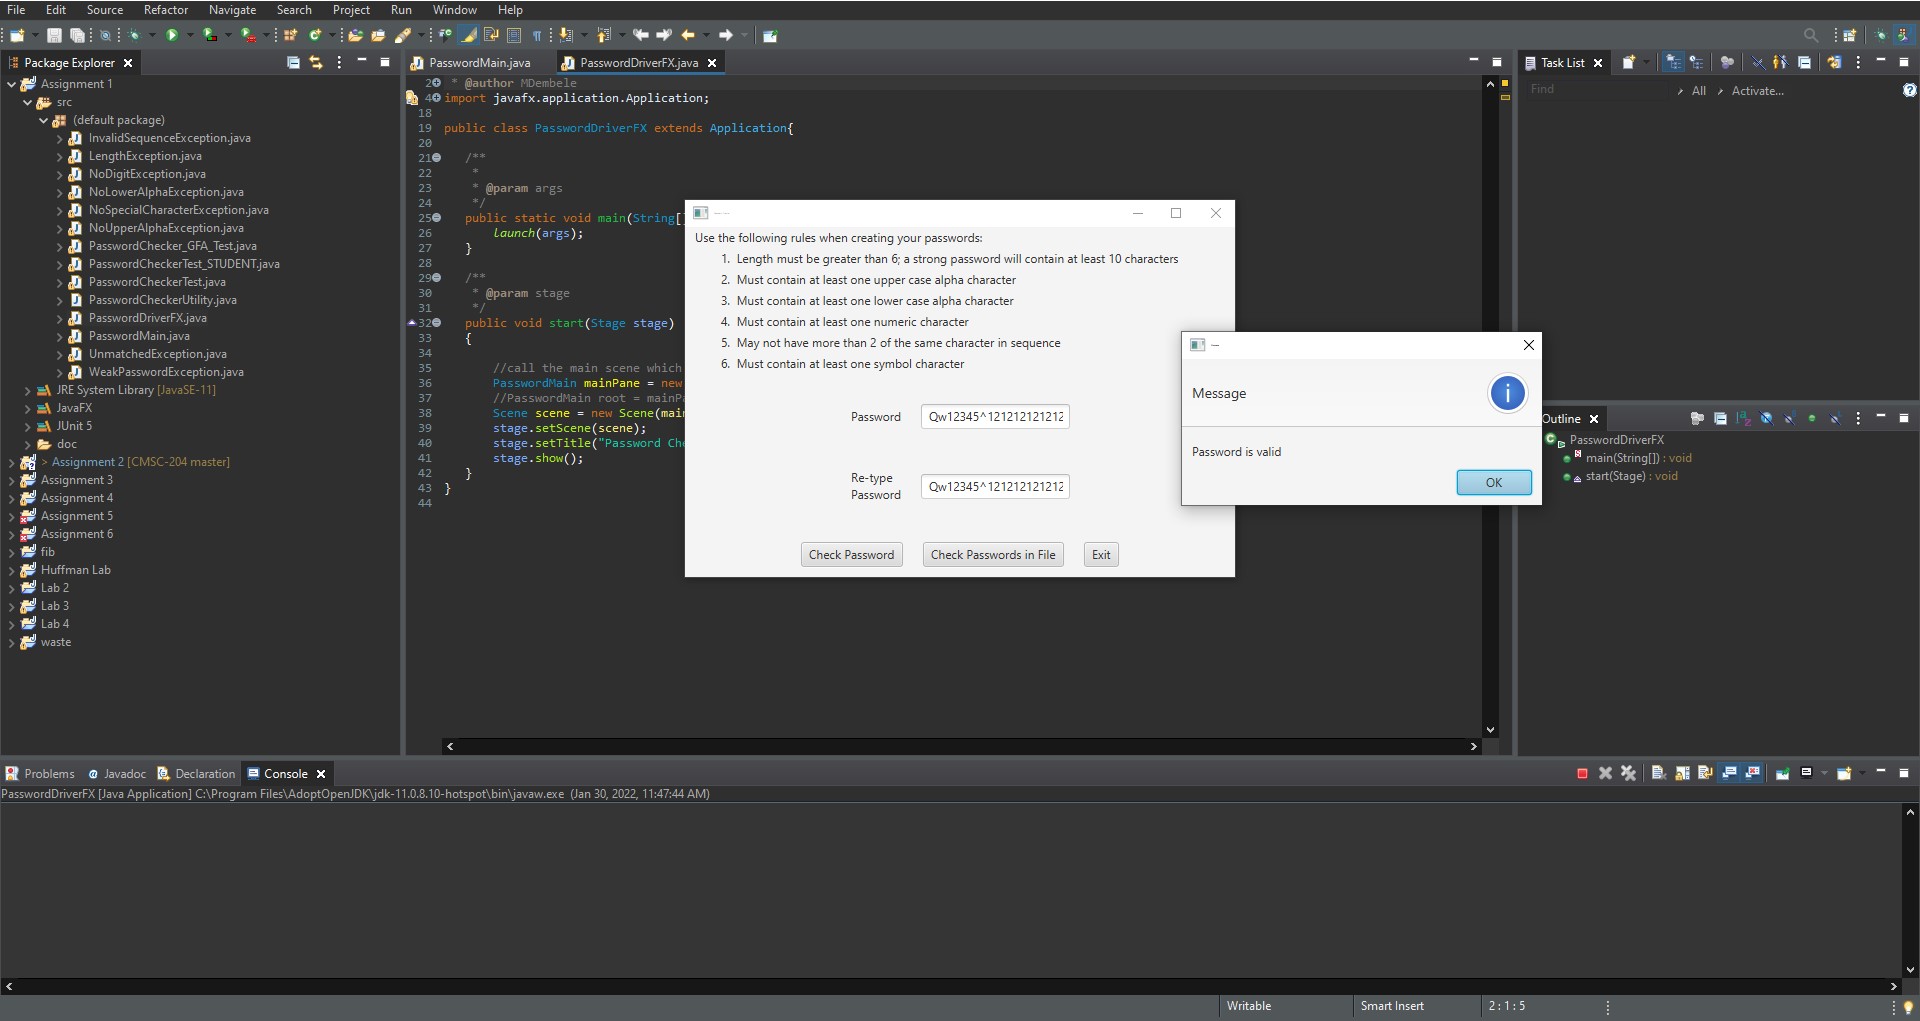 File Edit Source Refactor Navigate Search Project Run Window Help
Package Explorer
Assignment 1
src
(default package)
InvalidSequenceException.java
LengthException.java
NoDigitException.java
NoLowerAlphaException.java
NoSpecialCharacterException.java
NoUpperAlphaException.java
PasswordChecker_GFA_Test.java
PasswordCheckerTest_STUDENT.java
PasswordCheckerTest.java
PasswordCheckerUtility.java
PasswordDriverFX.java
PasswordMain.java
UnmatchedException.java
WeakPasswordException.java
JRE System Library [JavaSE-11]
JavaFX
JUnit 5
doc
> Assignment 2 [CMSC-204 master]
Assignment 3
Assignment 4
Assignment 5
Assignment 6
fib
Huffman Lab
Lab 2
Lab 3
Lab 4
waste
PasswordMain.java PasswordDriverFX.java
2 * @author MDembele
4 import javafx.application.Application;
18
19 public class PasswordDriverFX extends Application{
20
21 /**
22 *
23 * @param args
24 */
25 public static void main(String[]
26 launch(args);
27 }
28
29 /**
30 * @param stage
31 */
32 public void start(Stage stage)
33 {
34
35 //call the main scene which
36 PasswordMain mainPane = new
37 //PasswordMain root = mainPa
38 Scene scene = new Scene(main
39 stage.setScene(scene);
40 stage.setTitle("Password Che
41 stage.show();
42 }
43 }
44
Use the following rules when creating your passwords:
1. Length must be greater than 6; a strong password will contain at least 10 characters
2. Must contain at least one upper case alpha character
3. Must contain at least one lower case alpha character
4. Must contain at least one numeric character
5. May not have more than 2 of the same character in sequence
6. Must contain at least one symbol character
Password Qw12345^121212121212
Re-type
Password Qw12345^121212121212
Check Password Check Passwords in File Exit
Message
Password is valid
OK
Task List
Find All Activate...
Outline
PasswordDriverFX
main(String[]) : void
start(Stage) : void
Problems Javadoc Declaration Console
PasswordDriverFX [Java Application] C:\Program Files\AdoptOpenJDK\jdk-11.0.8.10-hotspot\bin\javaw.exe (Jan 30, 2022, 11:47:44 AM)
Writable Smart Insert 2 : 1 : 5